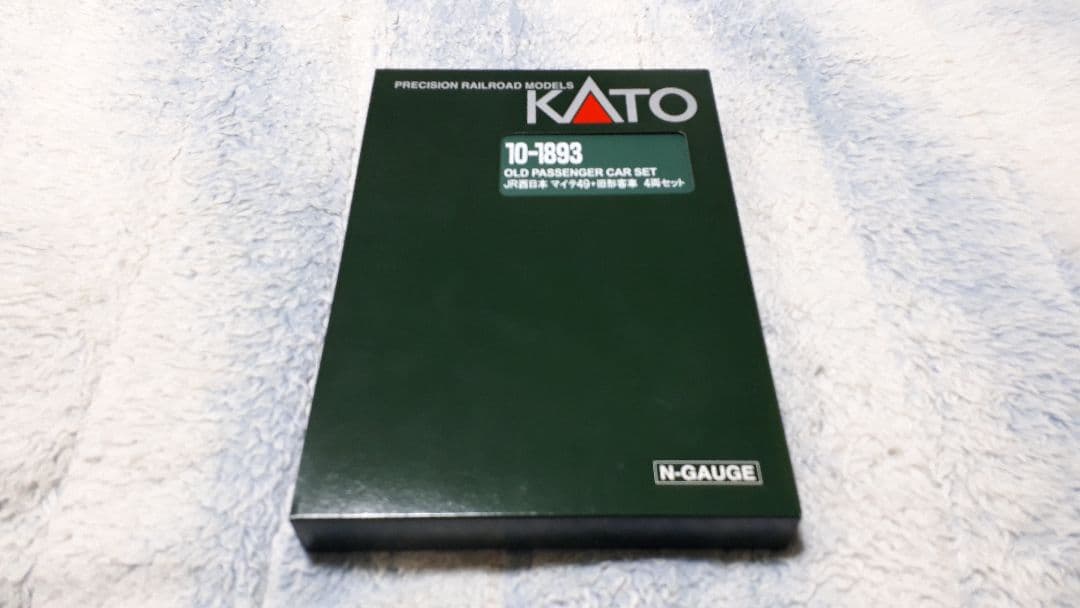 PRECISION RAILROAD MODELS
KATO
10-1893
OLD PASSENGER CAR SET
JR西日本 マイテ49+旧形客車 4両セット
N-GAUGE